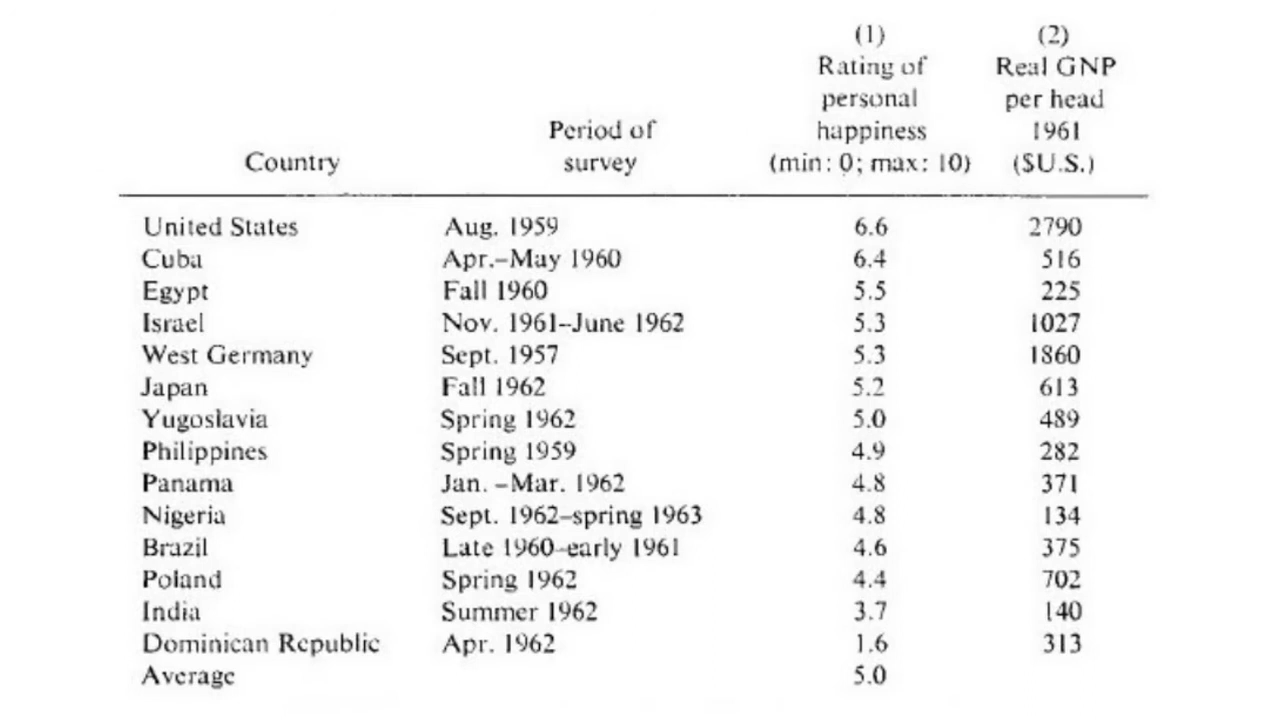 (1) (2)
Rating of Real GNP
personal per head
Period of happiness 1961
Country survey (min: 0; max: 10) ($U.S.)
United States Aug. 1959 6.6 2790
Cuba Apr.–May 1960 6.4 516
Egypt Fall 1960 5.5 225
Israel Nov. 1961–June 1962 5.3 1027
West Germany Sept. 1957 5.3 1860
Japan Fall 1962 5.2 613
Yugoslavia Spring 1962 5.0 489
Philippines Spring 1959 4.9 282
Panama Jan. –Mar. 1962 4.8 371
Nigeria Sept. 1962–spring 1963 4.8 134
Brazil Late 1960–early 1961 4.6 375
Poland Spring 1962 4.4 702
India Summer 1962 3.7 140
Dominican Republic Apr. 1962 1.6 313
Average 5.0